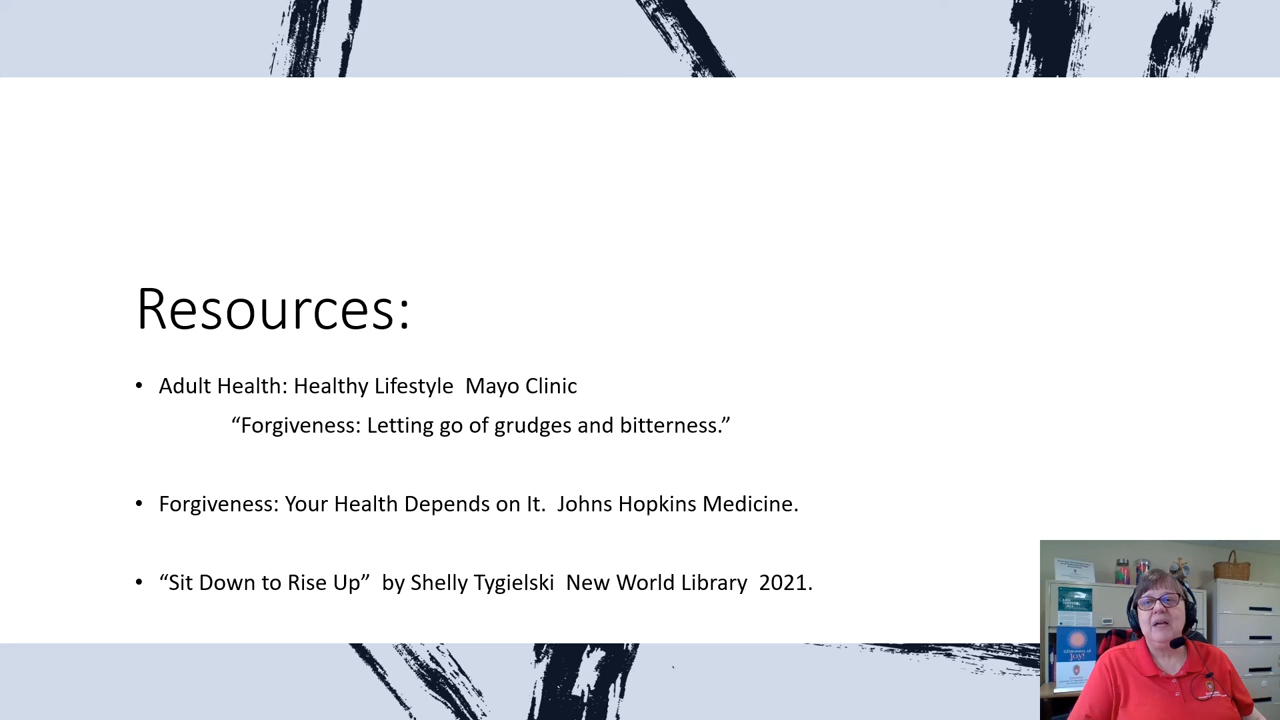 Resources:
• Adult Health: Healthy Lifestyle  Mayo Clinic
“Forgiveness: Letting go of grudges and bitterness.”
• Forgiveness: Your Health Depends on It.  Johns Hopkins Medicine.
• “Sit Down to Rise Up”  by Shelly Tygielski  New World Library  2021.
Joy!